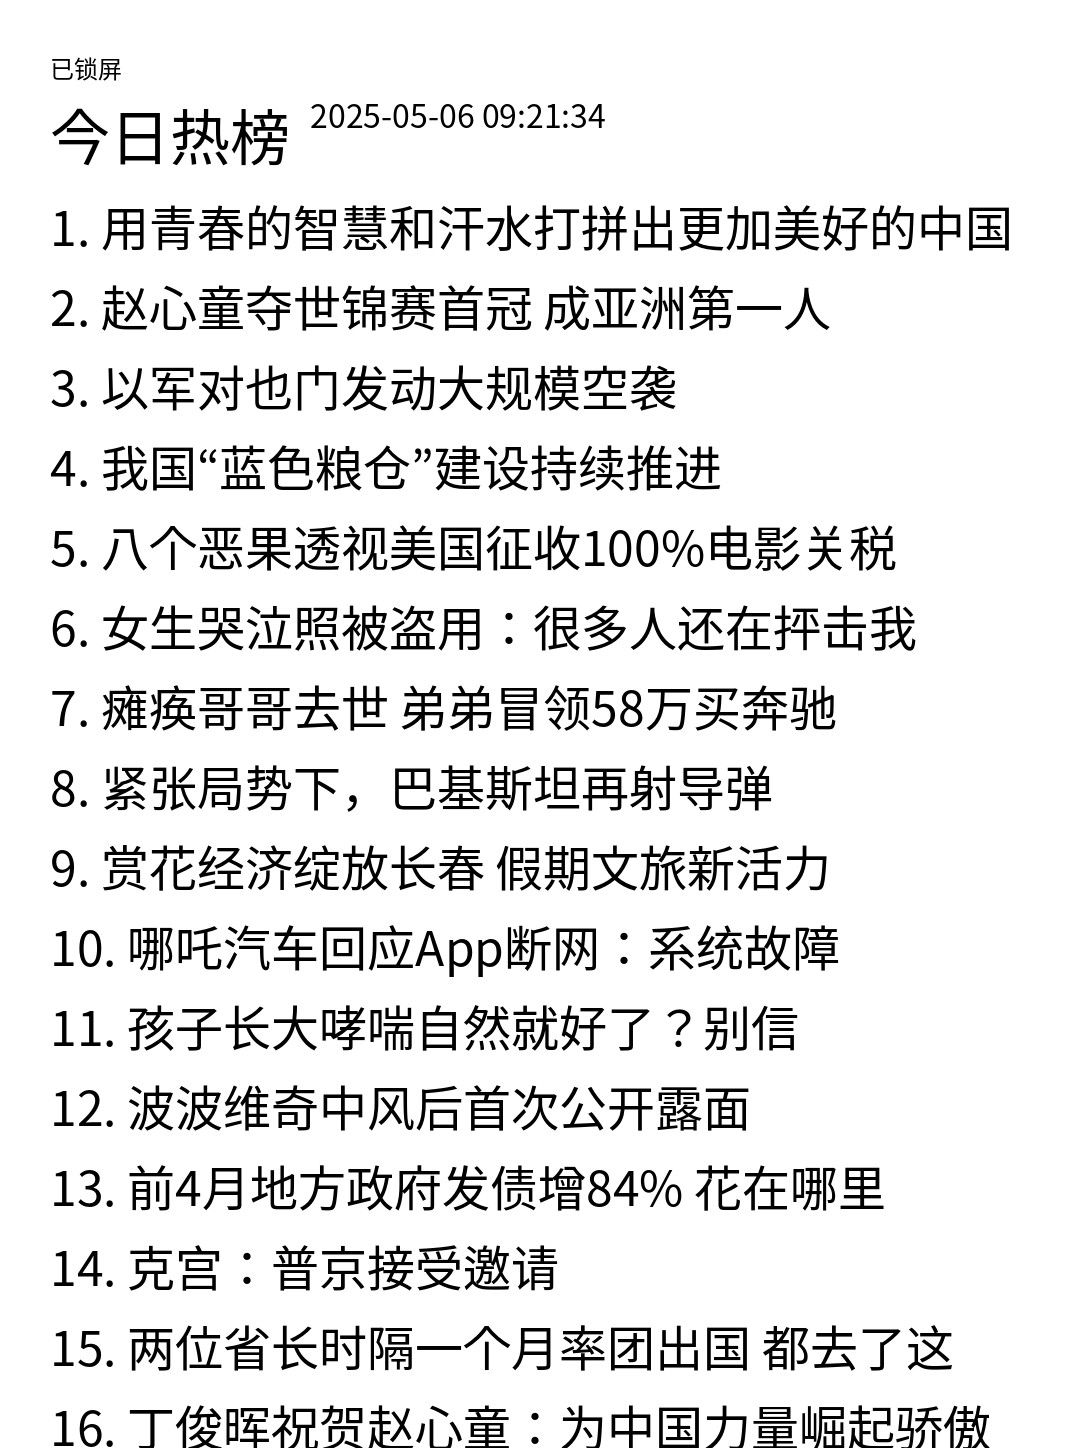 已锁屏
今日热榜 2025-05-06 09:21:34
1. 用青春的智慧和汗水打拼出更加美好的中国
2. 赵心童夺世锦赛首冠 成亚洲第一人
3. 以军对也门发动大规模空袭
4. 我国“蓝色粮仓”建设持续推进
5. 八个恶果透视美国征收100%电影关税
6. 女生哭泣照被盗用：很多人还在抨击我
7. 瘫痪哥哥去世 弟弟冒领58万买奔驰
8. 紧张局势下，巴基斯坦再射导弹
9. 赏花经济绽放长春 假期文旅新活力
10. 哪吒汽车回应App断网：系统故障
11. 孩子长大哮喘自然就好了？别信
12. 波波维奇中风后首次公开露面
13. 前4月地方政府发债增84% 花在哪里
14. 克宫：普京接受邀请
15. 两位省长时隔一个月率团出国 都去了这
16. 丁俊晖祝贺赵心童：为中国力量崛起骄傲